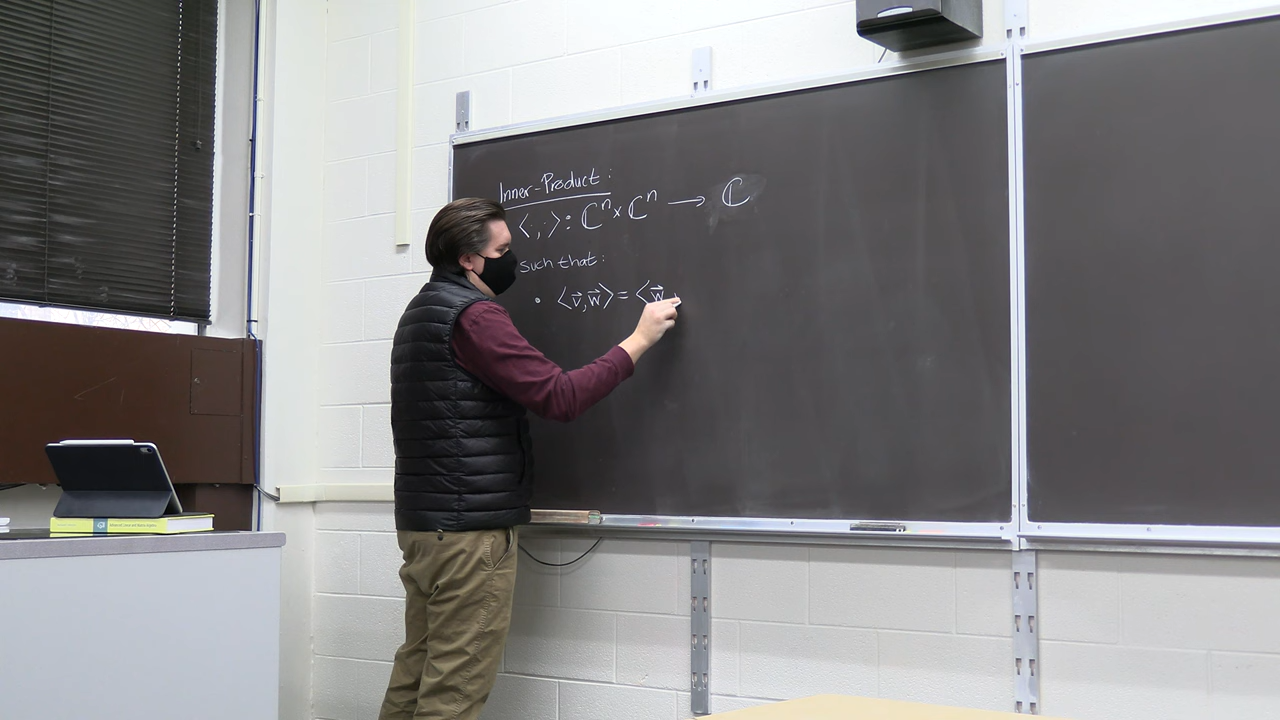 Inner-Product:
⟨·,·⟩: ℂⁿ × ℂⁿ → ℂ
such that:
• ⟨v⃗,w⃗⟩ = ⟨w⃗,